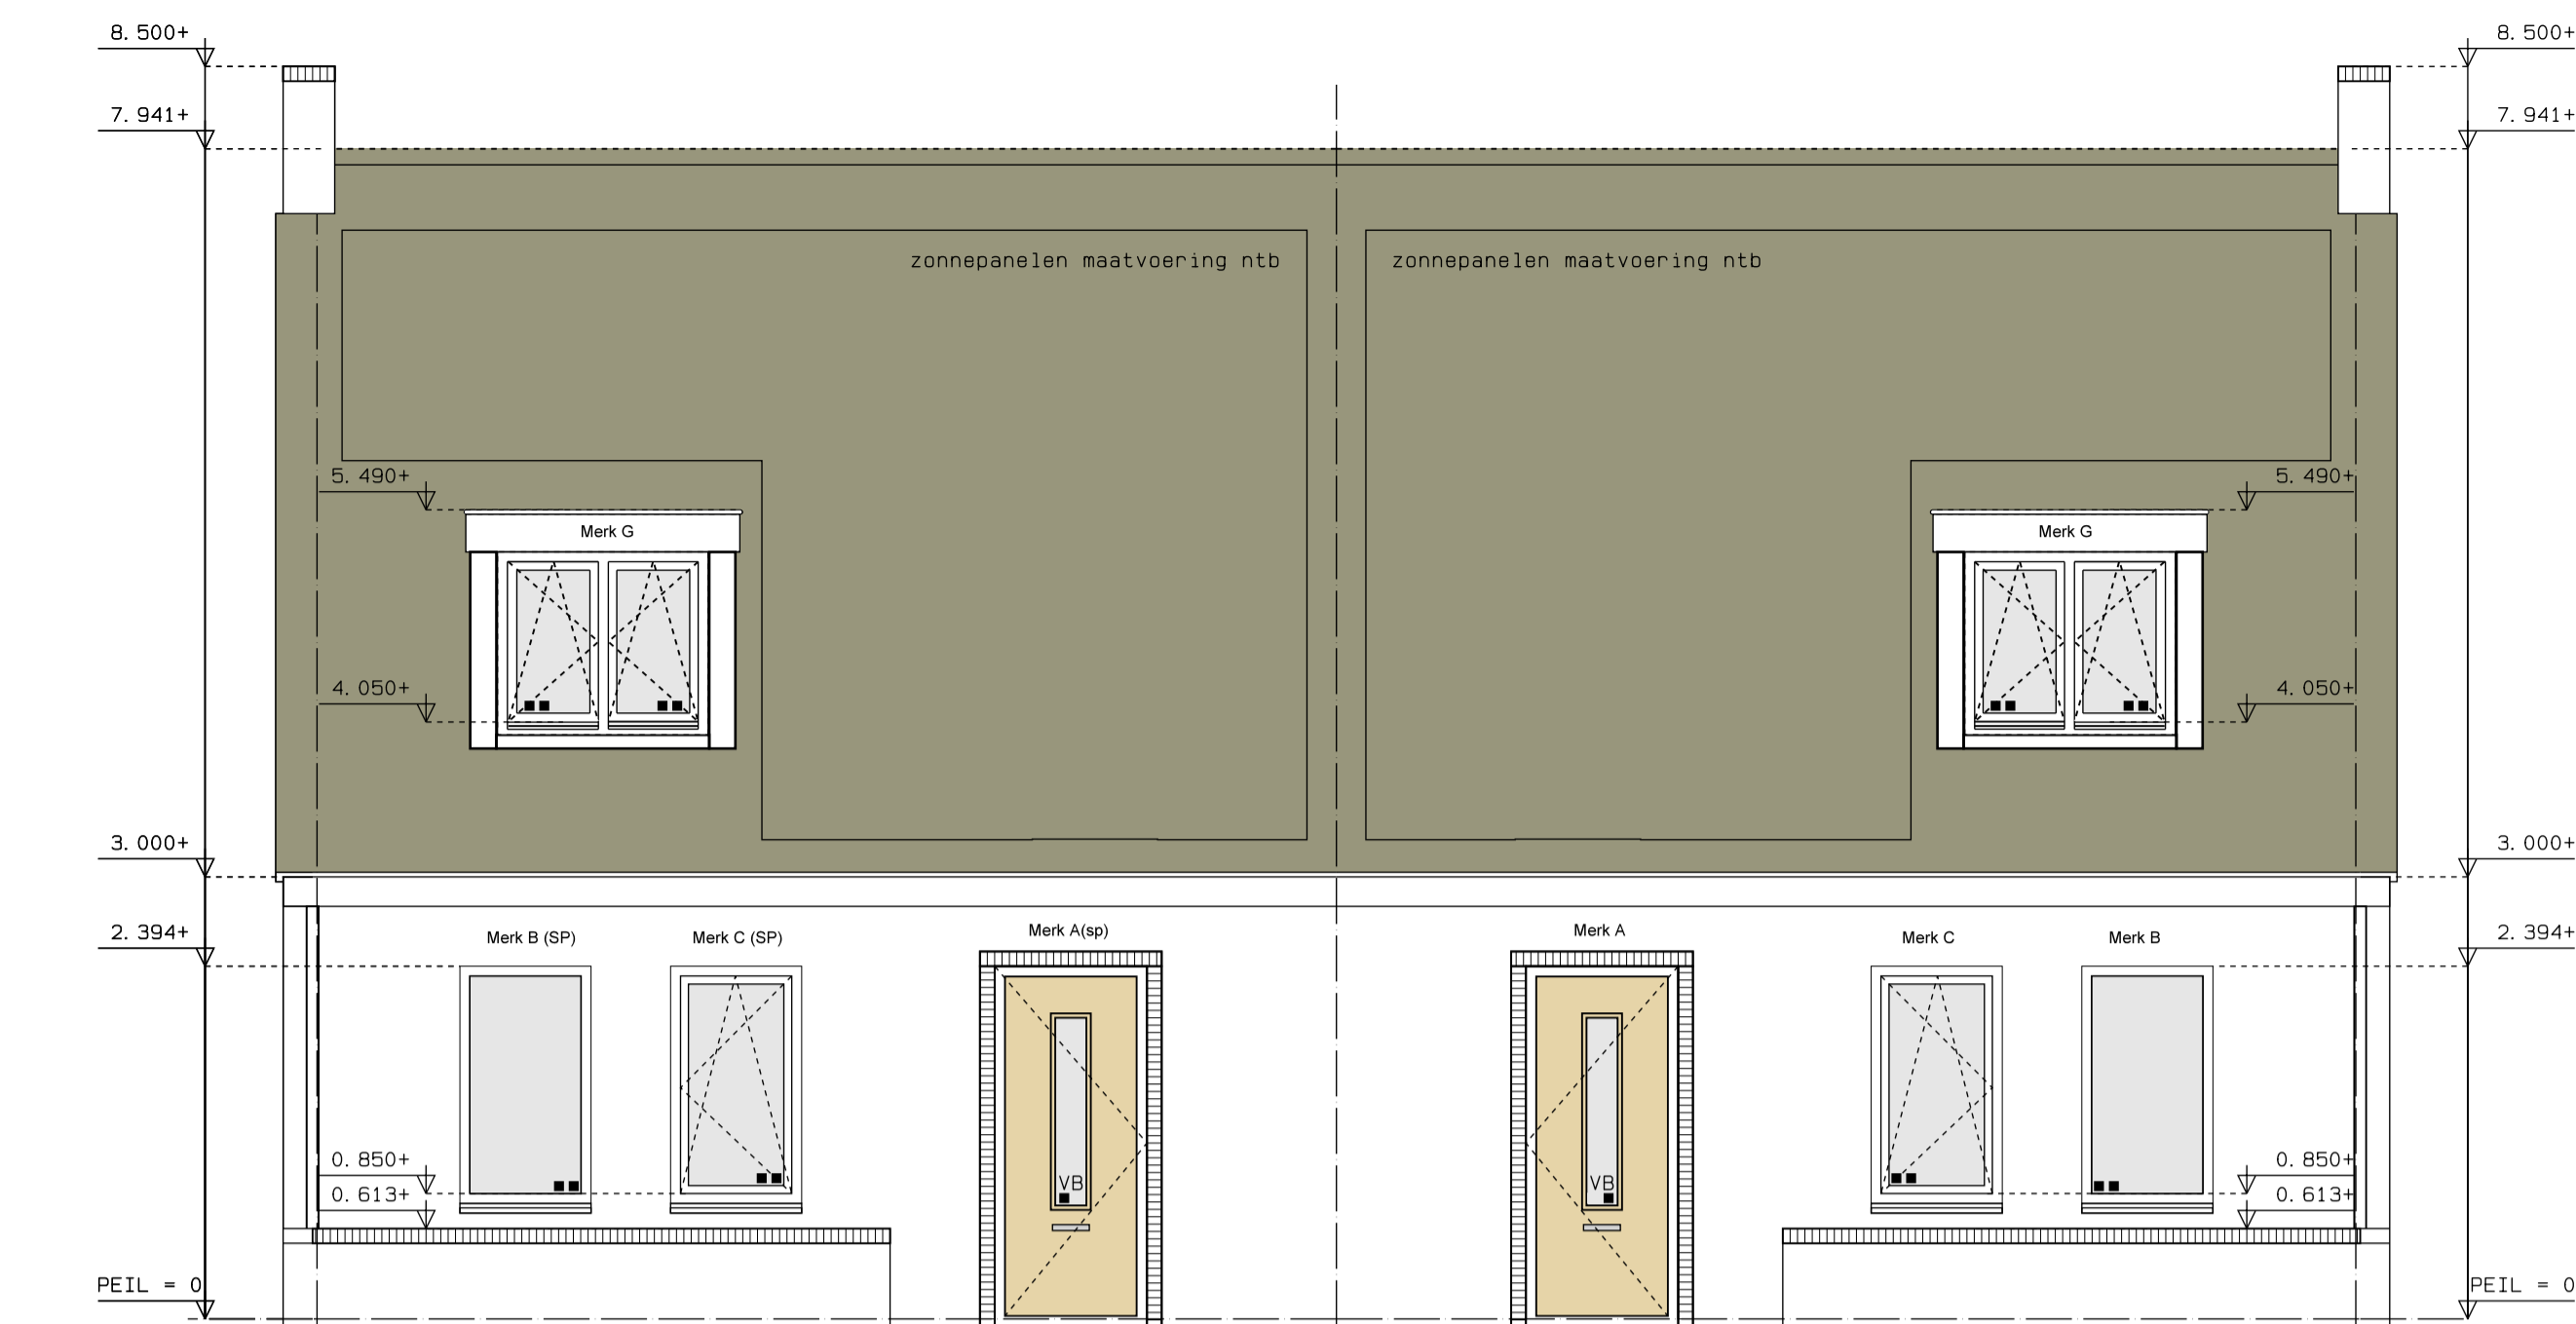 8.500+ 8.500+
7.941+ 7.941+
zonnepanelen maatvoering ntb zonnepanelen maatvoering ntb
5.490+ 5.490+
Merk G Merk G
4.050+ 4.050+
3.000+ 3.000+
2.394+ 2.394+
Merk B (SP) Merk C (SP) Merk A(sp) Merk A Merk C Merk B
0.850+ 0.850+
VB VB
0.613+ 0.613+
PEIL = 0 PEIL = 0